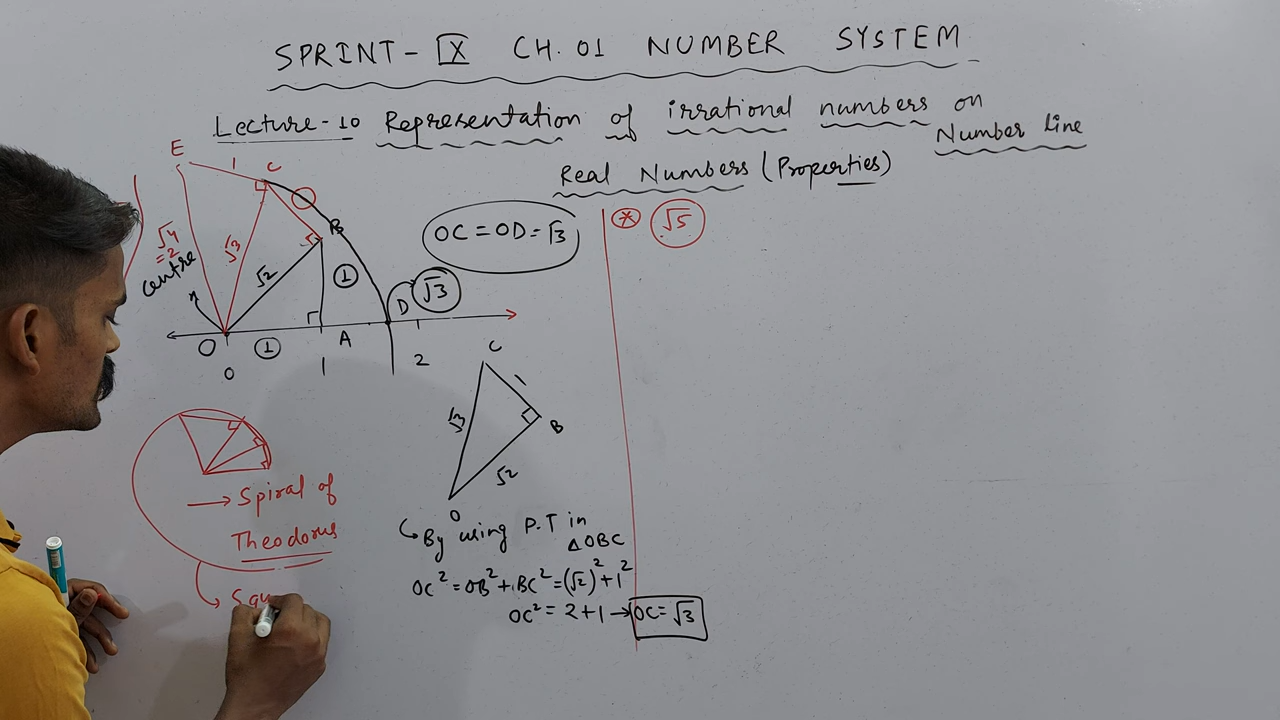 SPRINT-IX CH.01 NUMBER SYSTEM
Lecture-10 Representation of irrational numbers on
Number line
Real Numbers (Properties)
E
1
C
B
√4
=2
√3
√2
1
centre
O
1
A
D
√3
0
1
2
OC = OD = √3
* √5
C
1
√3
B
√2
O
→ Spiral of
Theodorus
Squ
By using P.T in
△OBC
OC² = OB² + BC² = (√2)² + 1²
OC² = 2+1 → OC = √3